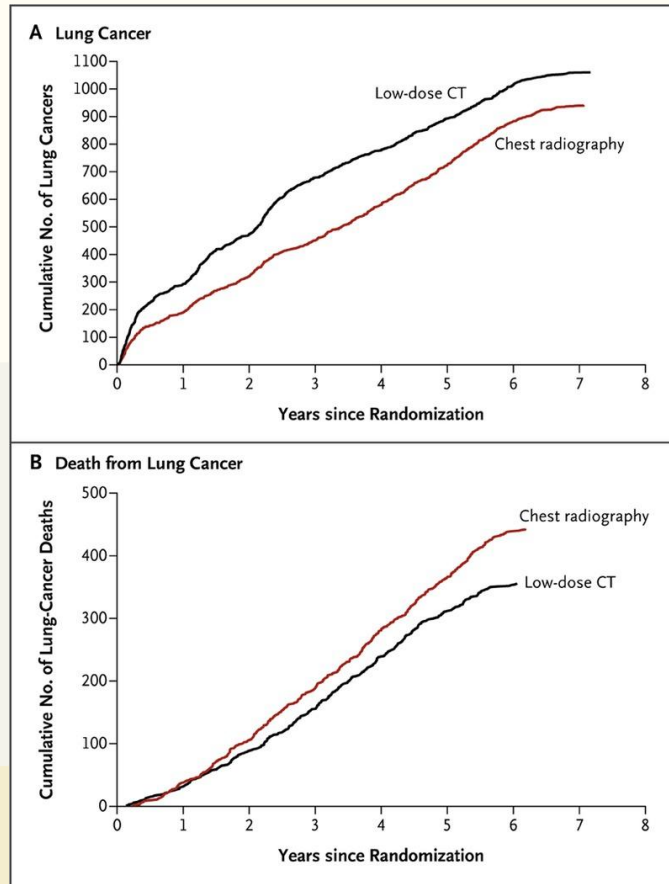 A Lung Cancer
Cumulative No. of Lung Cancers
1100
1000
900
800
700
600
500
400
300
200
100
0
Low-dose CT
Chest radiography
0 1 2 3 4 5 6 7 8
Years since Randomization
B Death from Lung Cancer
Cumulative No. of Lung-Cancer Deaths
500
400
300
200
100
0
Chest radiography
Low-dose CT
0 1 2 3 4 5 6 7 8
Years since Randomization